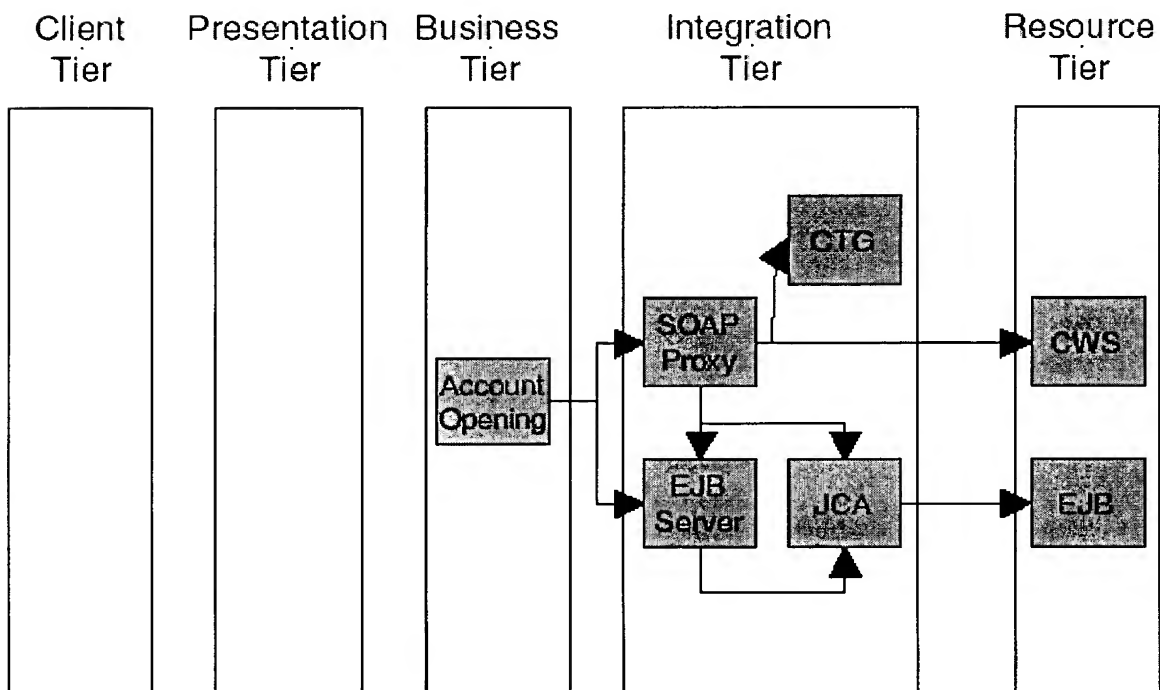 Client
Tier
Presentation
Tier
Business
Tier
Integration
Tier
Resource
Tier
CTG
SOAP
Proxy
CWS
Account
Opening
EJB
Server
JCA
EJB